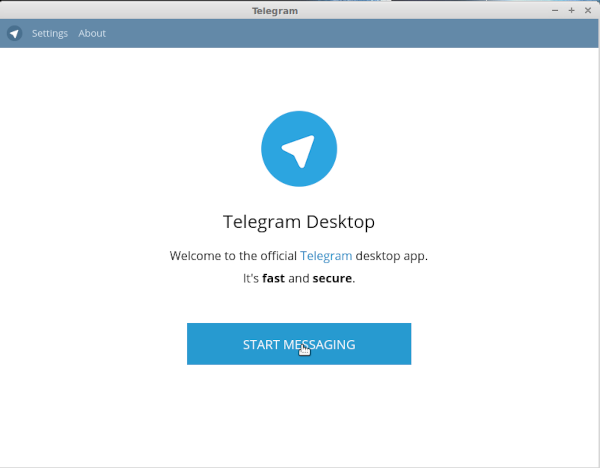 Telegram
Settings About
Telegram Desktop
Welcome to the official Telegram desktop app.
It's fast and secure.
START MESSAGING